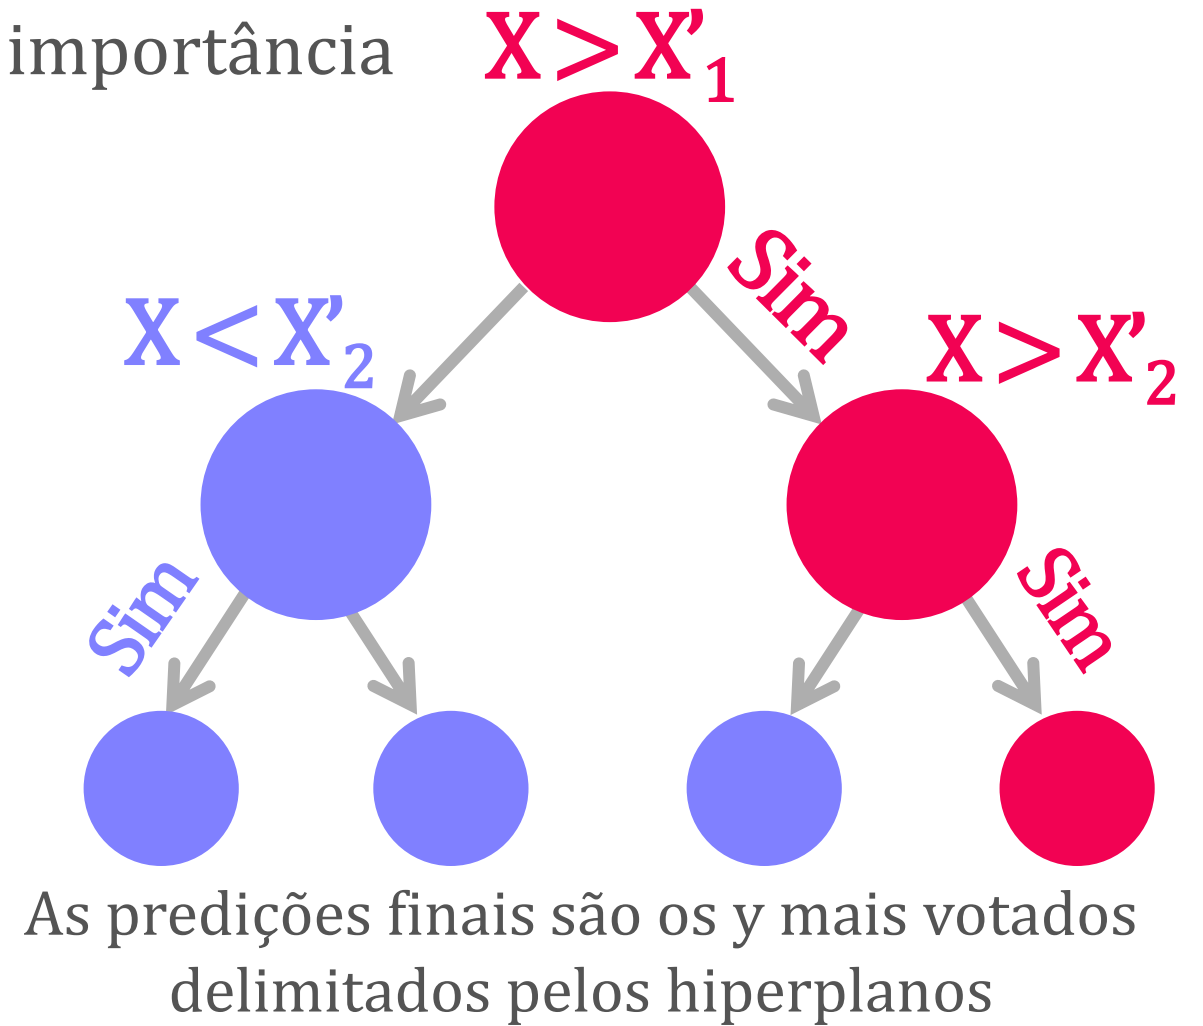 importância
X>X’₁
Sim
X<X’₂
X>X’₂
Sim
Sim
As predições finais são os y mais votados
delimitados pelos hiperplanos